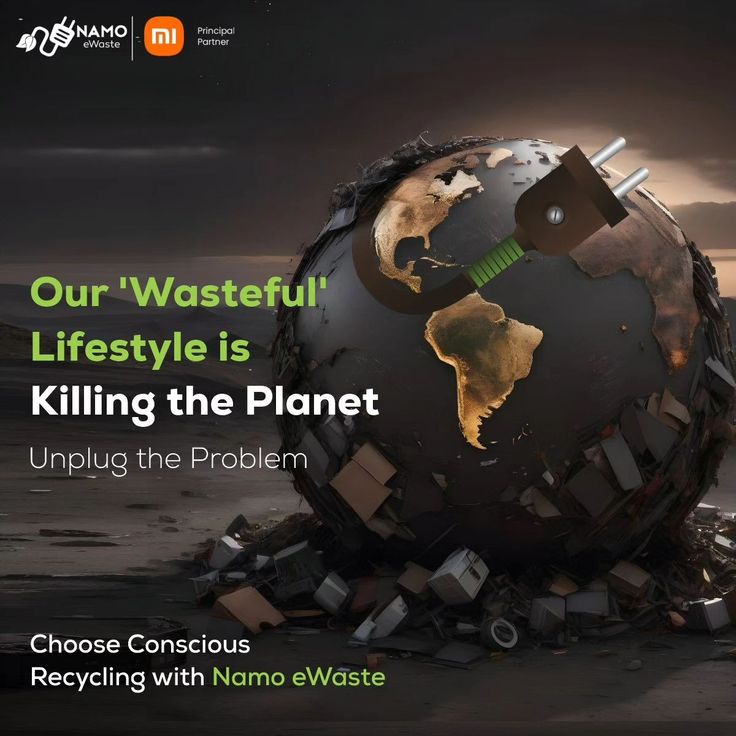 NAMO
eWaste
mi
Principal
Partner
Our 'Wasteful'
Lifestyle is
Killing the Planet
Unplug the Problem
Choose Conscious
Recycling with Namo eWaste